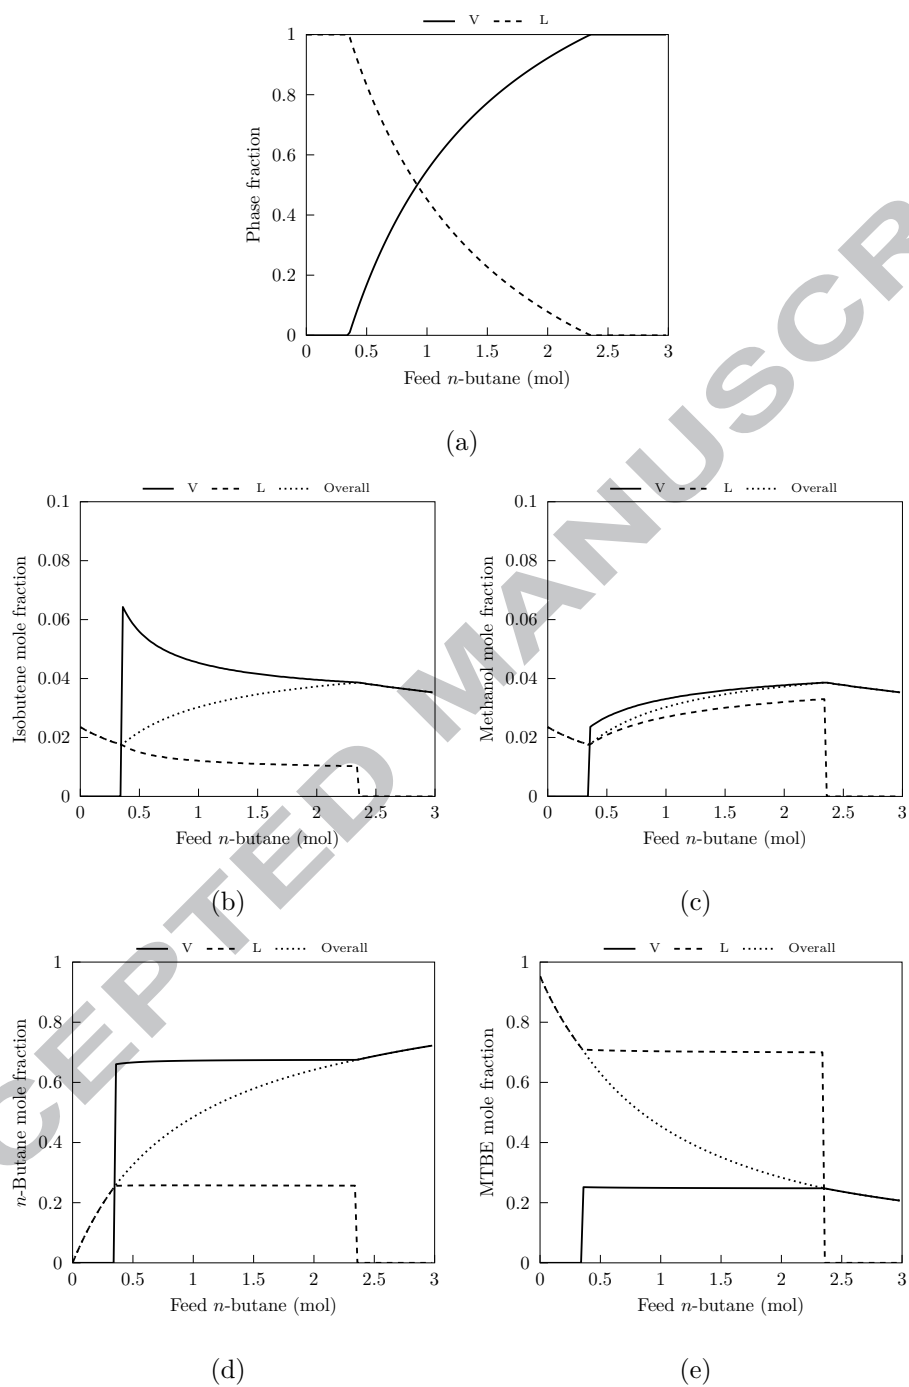 V L
1
0.8
0.6
0.4
0.2
0
Phase fraction
0 0.5 1 1.5 2 2.5 3
Feed n-butane (mol)
(a)
V L Overall
0.1
0.08
0.06
0.04
0.02
0
Isobutene mole fraction
0 0.5 1 1.5 2 2.5 3
Feed n-butane (mol)
(b)
V L Overall
0.1
0.08
0.06
0.04
0.02
0
Methanol mole fraction
0 0.5 1 1.5 2 2.5 3
Feed n-butane (mol)
(c)
V L Overall
1
0.8
0.6
0.4
0.2
0
n-Butane mole fraction
0 0.5 1 1.5 2 2.5 3
Feed n-butane (mol)
(d)
V L Overall
1
0.8
0.6
0.4
0.2
0
MTBE mole fraction
0 0.5 1 1.5 2 2.5 3
Feed n-butane (mol)
(e)
CEPTED MANUSCR